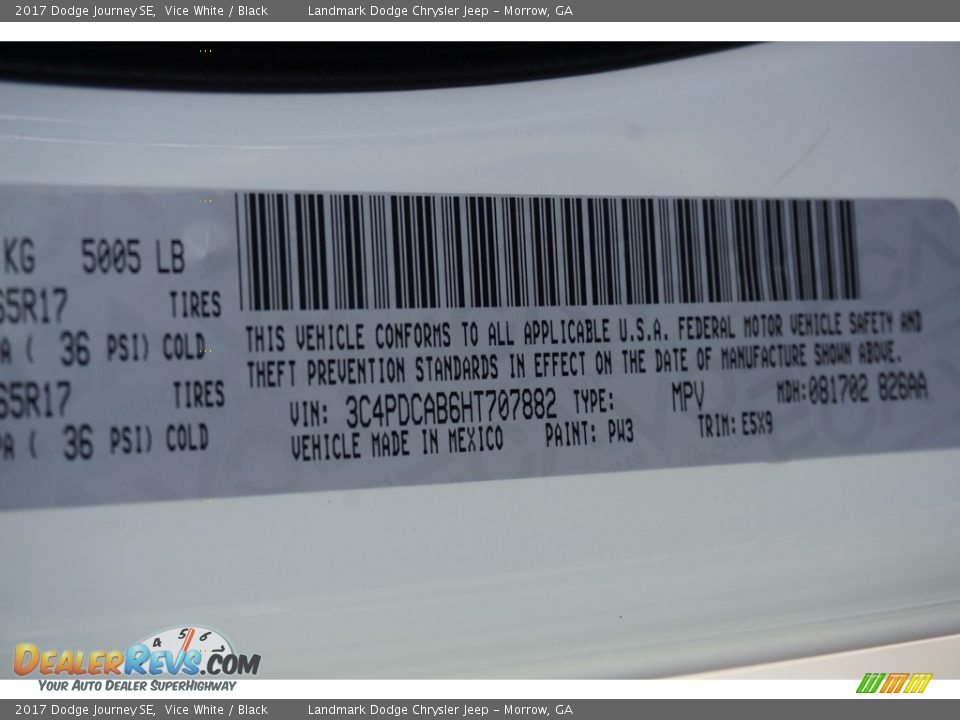 2017 Dodge Journey SE, Vice White / Black Landmark Dodge Chrysler Jeep - Morrow, GA
KG 5005 LB
65R17 TIRES
A ( 36 PSI) COLD
65R17 TIRES
PA ( 36 PSI) COLD
THIS VEHICLE CONFORMS TO ALL APPLICABLE U.S.A. FEDERAL MOTOR VEHICLE SAFETY AND
THEFT PREVENTION STANDARDS IN EFFECT ON THE DATE OF MANUFACTURE SHOWN ABOVE.
VIN: 3C4PDCAB6HT707882 TYPE: MPV MDH:081702 826AA
VEHICLE MADE IN MEXICO PAINT: PW3 TRIM: E5X9
4 5 6
DEALERREVS.COM
YOUR AUTO DEALER SUPERHIGHWAY
2017 Dodge Journey SE, Vice White / Black Landmark Dodge Chrysler Jeep - Morrow, GA